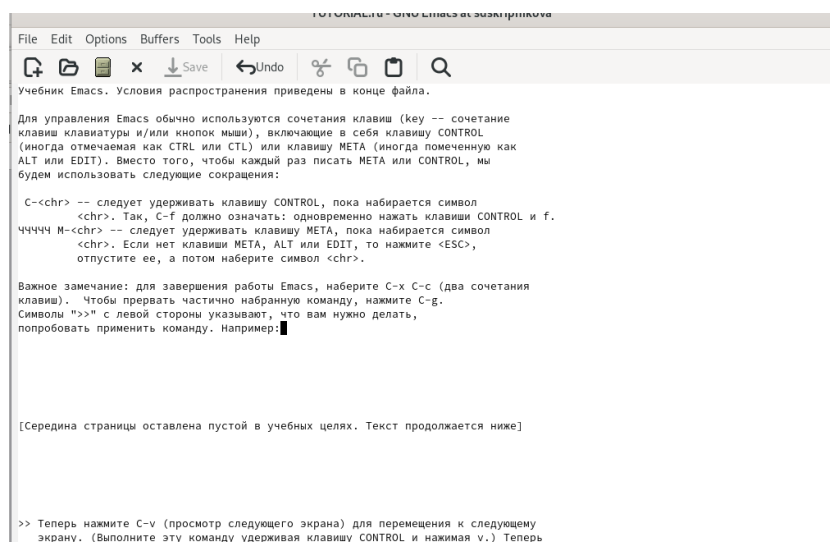 TUTORIAL.ru - GNU Emacs at sdskripnikova
File Edit Options Buffers Tools Help
Save Undo
Учебник Emacs. Условия распространения приведены в конце файла.
Для управления Emacs обычно используются сочетания клавиш (key -- сочетание
клавиш клавиатуры и/или кнопок мыши), включающие в себя клавишу CONTROL
(иногда отмечаемая как CTRL или CTL) или клавишу META (иногда помеченную как
ALT или EDIT). Вместо того, чтобы каждый раз писать META или CONTROL, мы
будем использовать следующие сокращения:
C-<chr> -- следует удерживать клавишу CONTROL, пока набирается символ
<chr>. Так, C-f должно означать: одновременно нажать клавиши CONTROL и f.
ЧЧЧЧЧ M-<chr> -- следует удерживать клавишу META, пока набирается символ
<chr>. Если нет клавиши META, ALT или EDIT, то нажмите <ESC>,
отпустите ее, а потом наберите символ <chr>.
Важное замечание: для завершения работы Emacs, наберите C-x C-c (два сочетания
клавиш). Чтобы прервать частично набранную команду, нажмите C-g.
Символы ">>" с левой стороны указывают, что вам нужно делать,
попробовать применить команду. Например:
[Середина страницы оставлена пустой в учебных целях. Текст продолжается ниже]
>> Теперь нажмите C-v (просмотр следующего экрана) для перемещения к следующему
экрану. (Выполните эту команду удерживая клавишу CONTROL и нажимая v.) Теперь